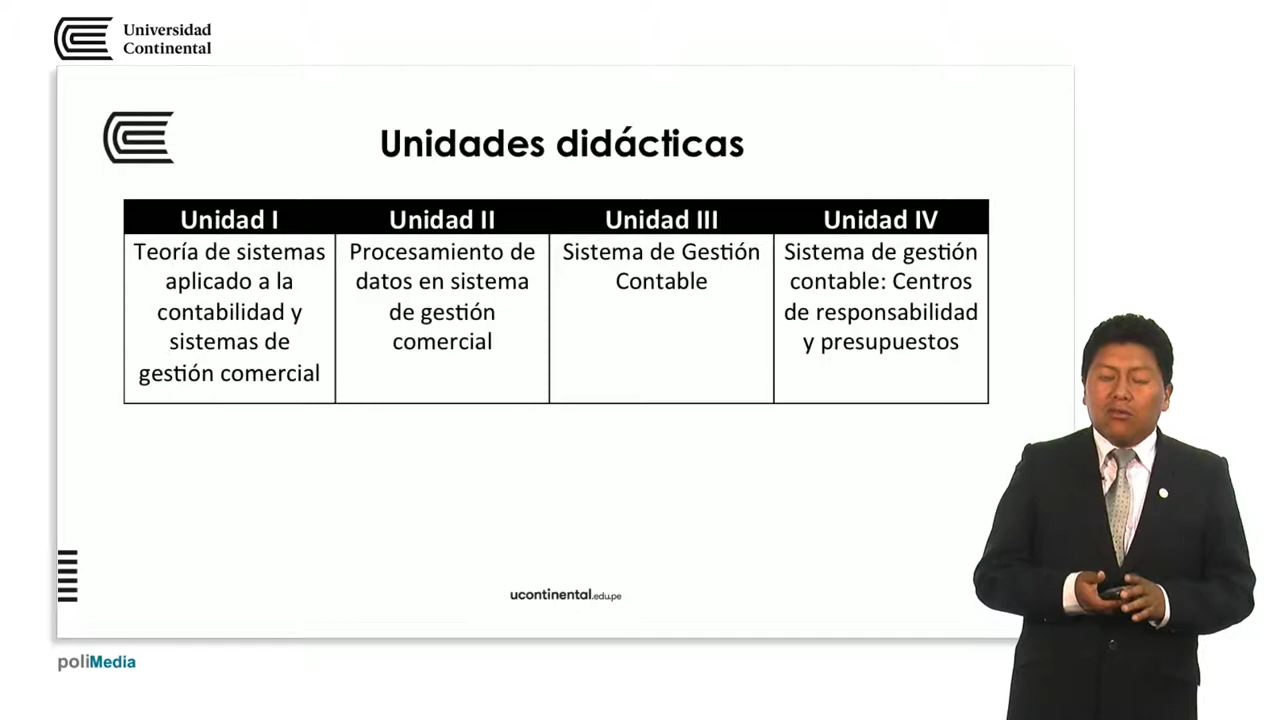 Universidad
Continental
Unidades didácticas
Unidad I
Unidad II
Unidad III
Unidad IV
Teoría de sistemas
aplicado a la
contabilidad y
sistemas de
gestión comercial
Procesamiento de
datos en sistema
de gestión
comercial
Sistema de Gestión
Contable
Sistema de gestión
contable: Centros
de responsabilidad
y presupuestos
ucontinental.edu.pe
poliMedia